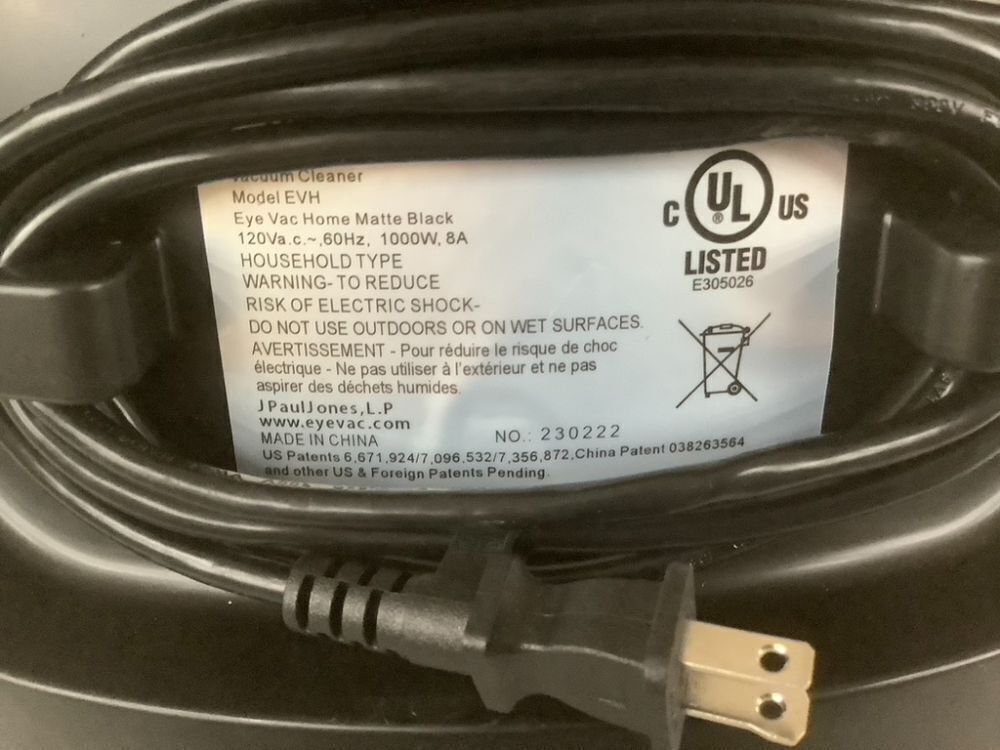 Vacuum Cleaner
Model EVH
Eye Vac Home Matte Black
120Va.c.~,60Hz, 1000W, 8A
HOUSEHOLD TYPE
WARNING- TO REDUCE
RISK OF ELECTRIC SHOCK-
DO NOT USE OUTDOORS OR ON WET SURFACES.
AVERTISSEMENT - Pour réduire le risque de choc
électrique - Ne pas utiliser à l'extérieur et ne pas
aspirer des déchets humides.
JPaulJones,L.P
www.eyevac.com
MADE IN CHINA
NO.: 230222
US Patents 6,671,924/7,096,532/7,356,872,China Patent 038263564
and other US & Foreign Patents Pending.
C UL® US
LISTED
E305026